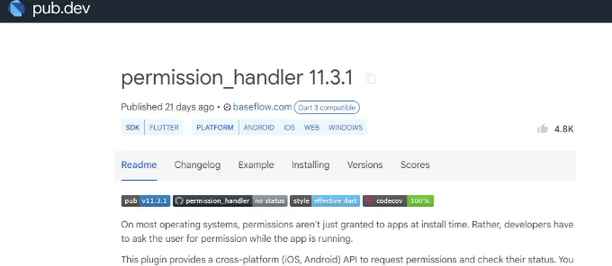 pub.dev
permission_handler 11.3.1
Published 21 days ago • baseflow.com Dart 3 compatible
SDK FLUTTER PLATFORM ANDROID IOS WEB WINDOWS 4.8K
Readme Changelog Example Installing Versions Scores
pub v11.3.1 permission_handler no status style effective dart codecov 100%
On most operating systems, permissions aren't just granted to apps at install time. Rather, developers have
to ask the user for permission while the app is running.
This plugin provides a cross-platform (iOS, Android) API to request permissions and check their status. You